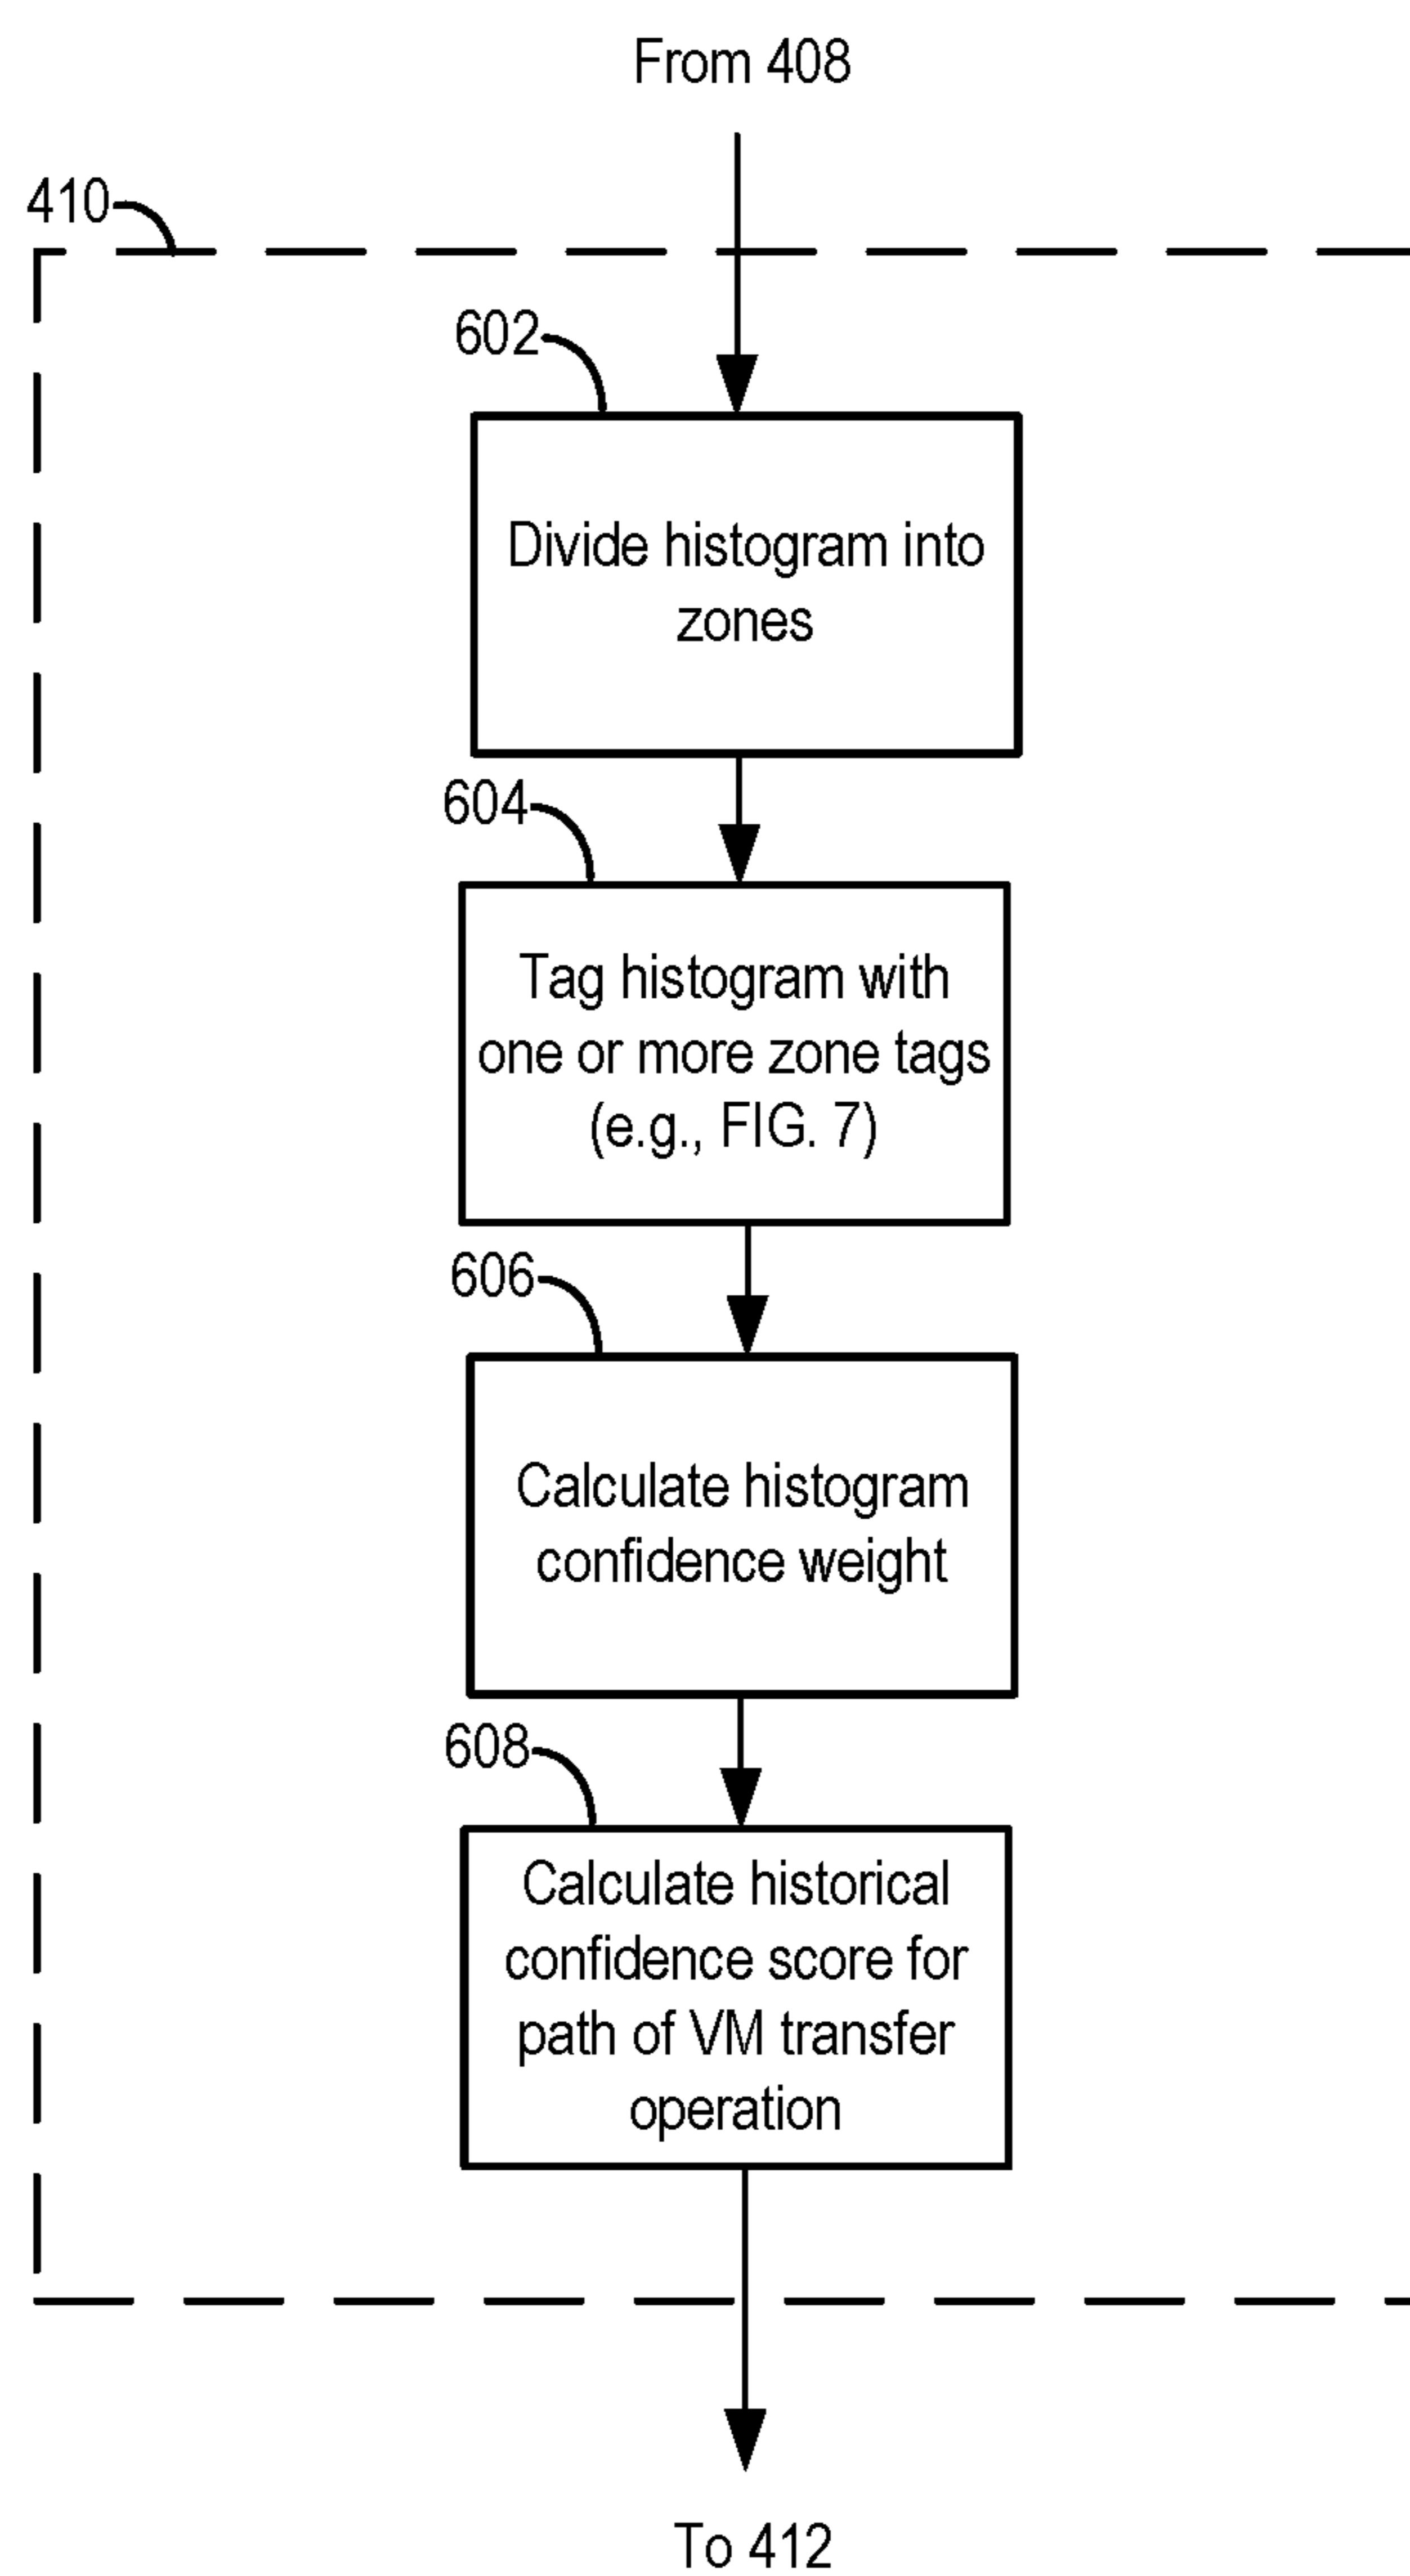 From 408
410
602
Divide histogram into
zones
604
Tag histogram with
one or more zone tags
(e.g., FIG. 7)
606
Calculate histogram
confidence weight
608
Calculate historical
confidence score for
path of VM transfer
operation
To 412